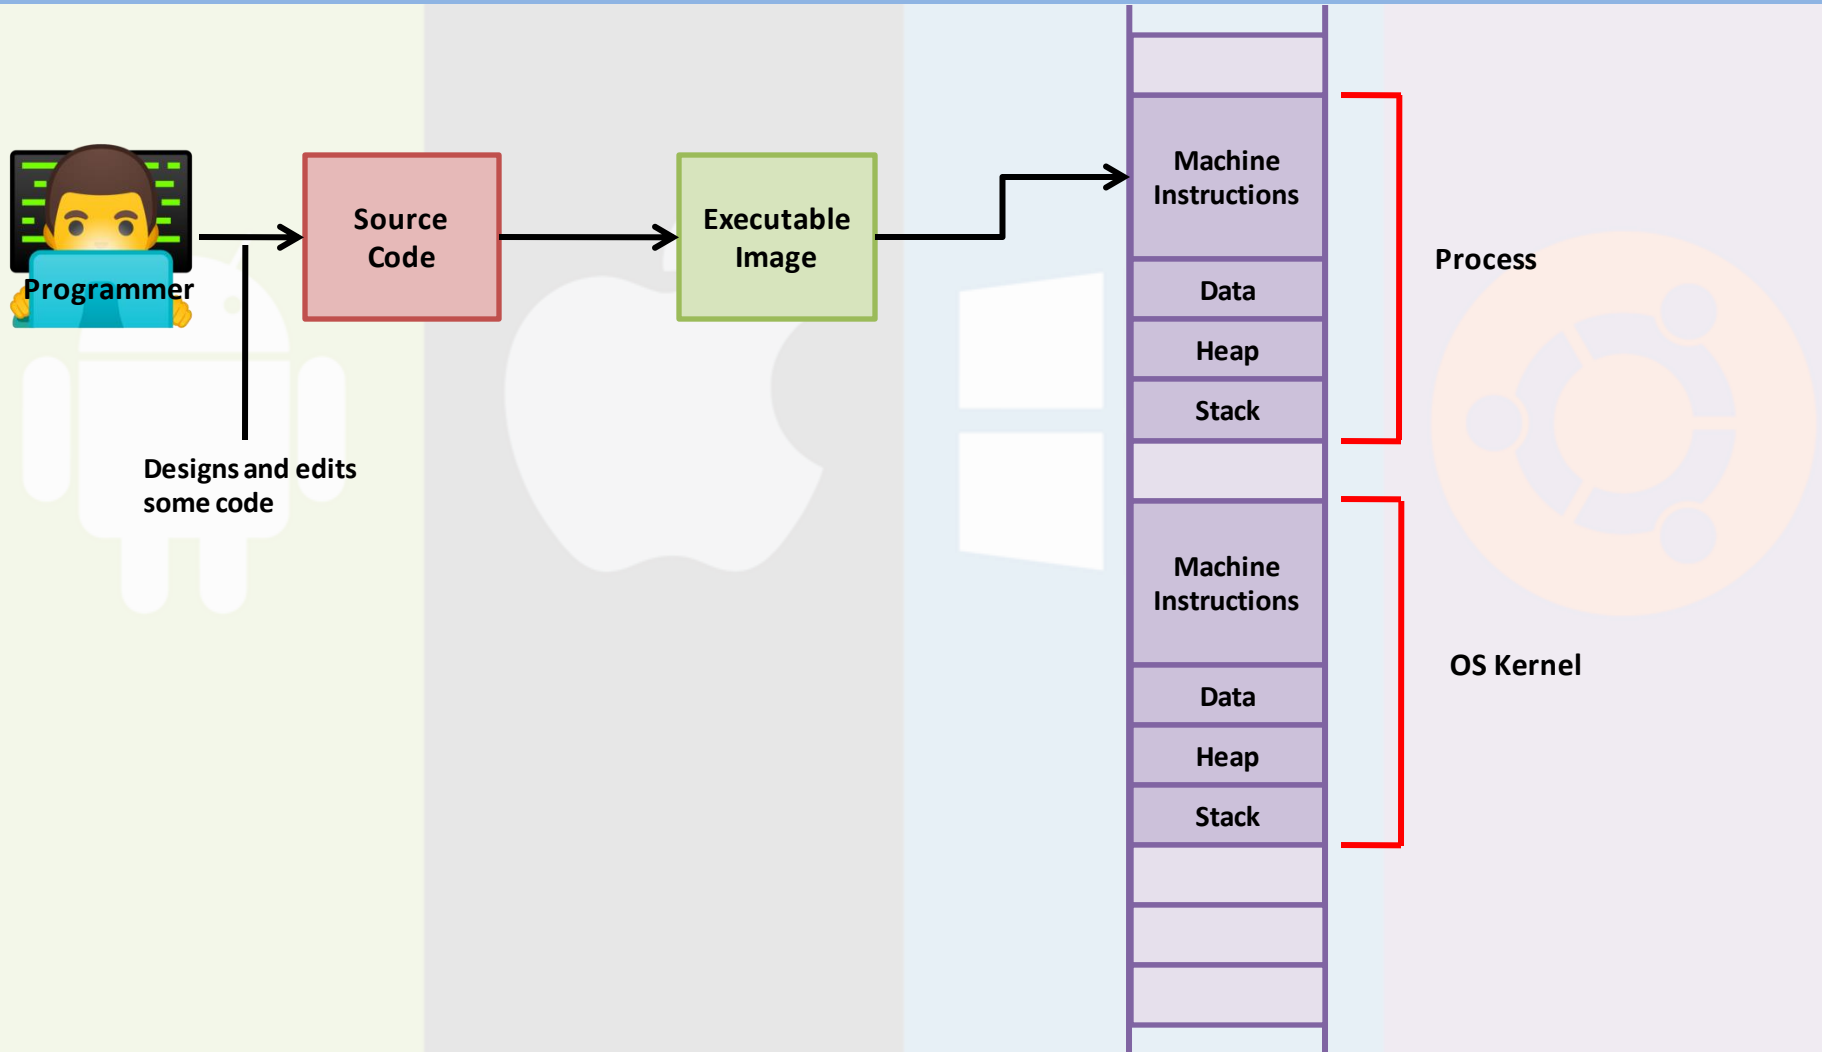 Programmer
Source
Code
Executable
Image
Designs and edits
some code
Machine
Instructions
Data
Heap
Stack
Process
Machine
Instructions
Data
Heap
Stack
OS Kernel